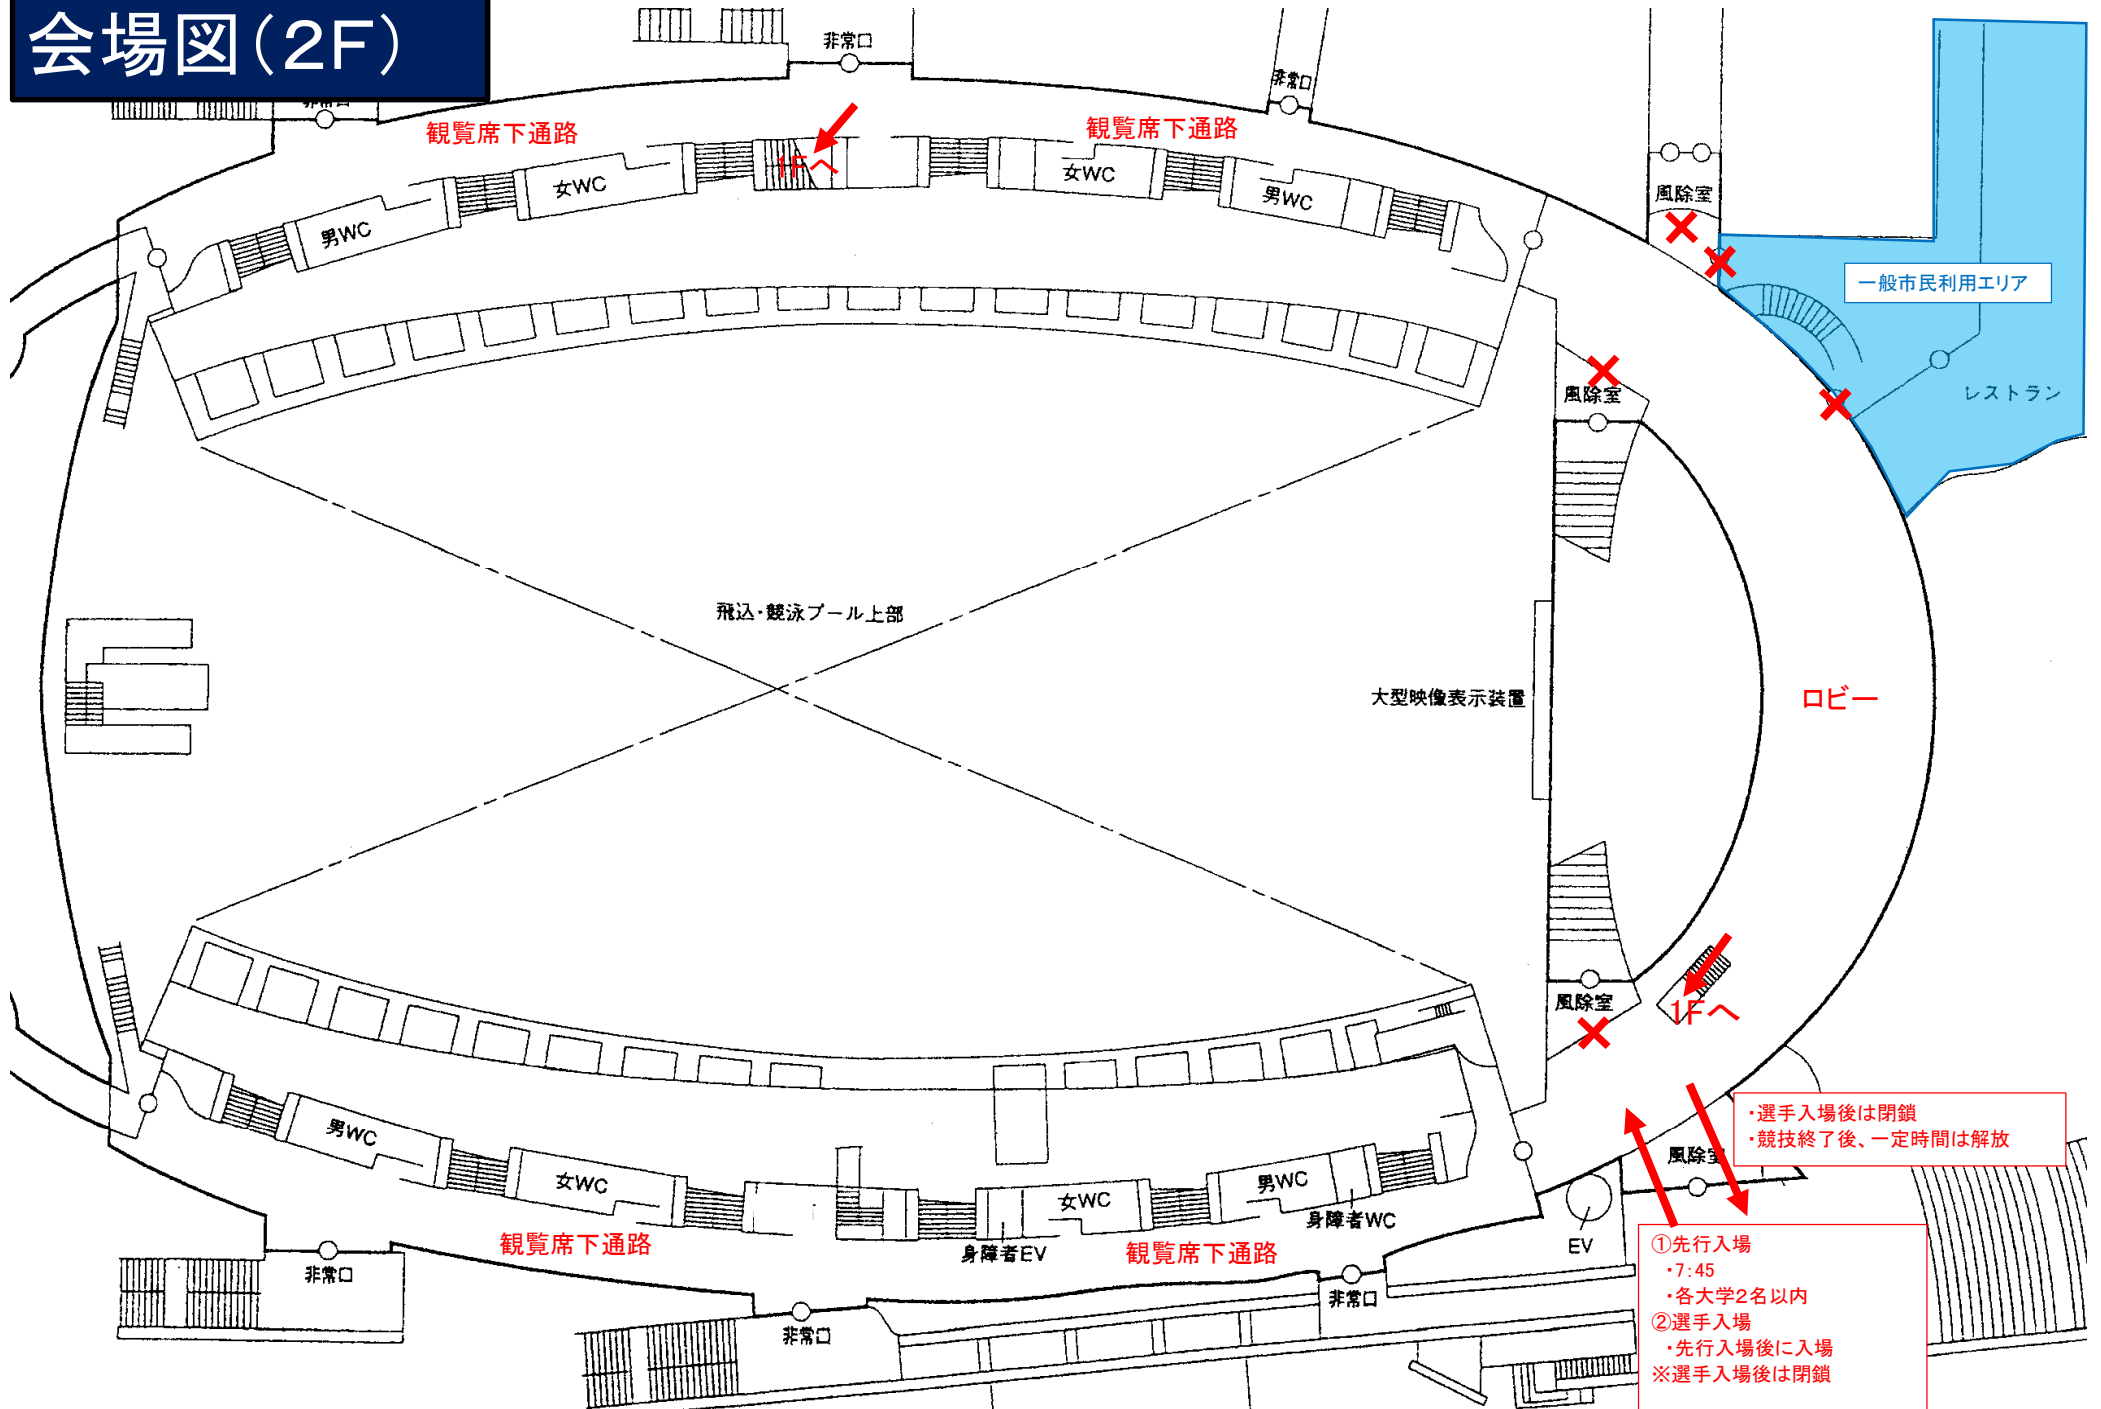 会場図(２Ｆ)
非常口
非常口
非常口
観覧席下通路
観覧席下通路
1Fへ
女WC
女WC
男WC
男WC
風除室
一般市民利用エリア
レストラン
風除室
飛込・競泳プール上部
大型映像表示装置
ロビー
風除室
1Fへ
・選手入場後は閉鎖
・競技終了後、一定時間は解放
風除室
男WC
女WC
女WC
男WC
身障者WC
身障者EV
観覧席下通路
観覧席下通路
EV
非常口
非常口
非常口
①先行入場
・7:45
・各大学2名以内
②選手入場
・先行入場後に入場
※選手入場後は閉鎖